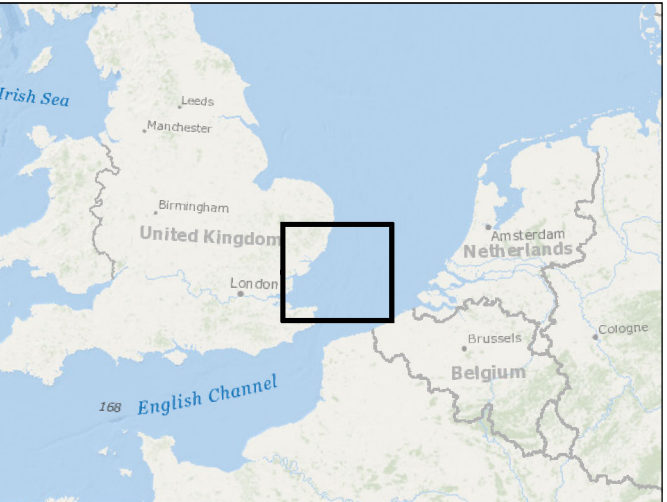 Irish Sea
Leeds
Manchester
Birmingham
United Kingdom
Amsterdam
Netherlands
London
Cologne
Brussels
Belgium
English Channel
168